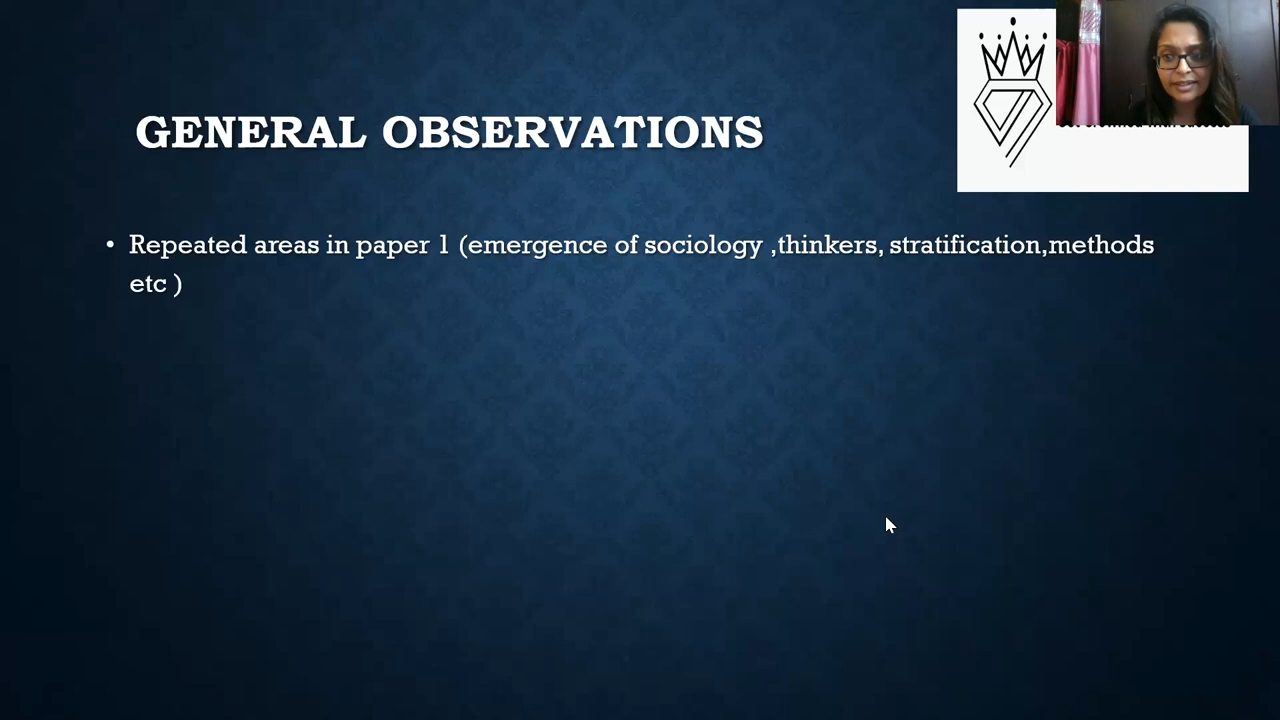 GENERAL OBSERVATIONS
• Repeated areas in paper 1 (emergence of sociology ,thinkers, stratification,methods
etc )